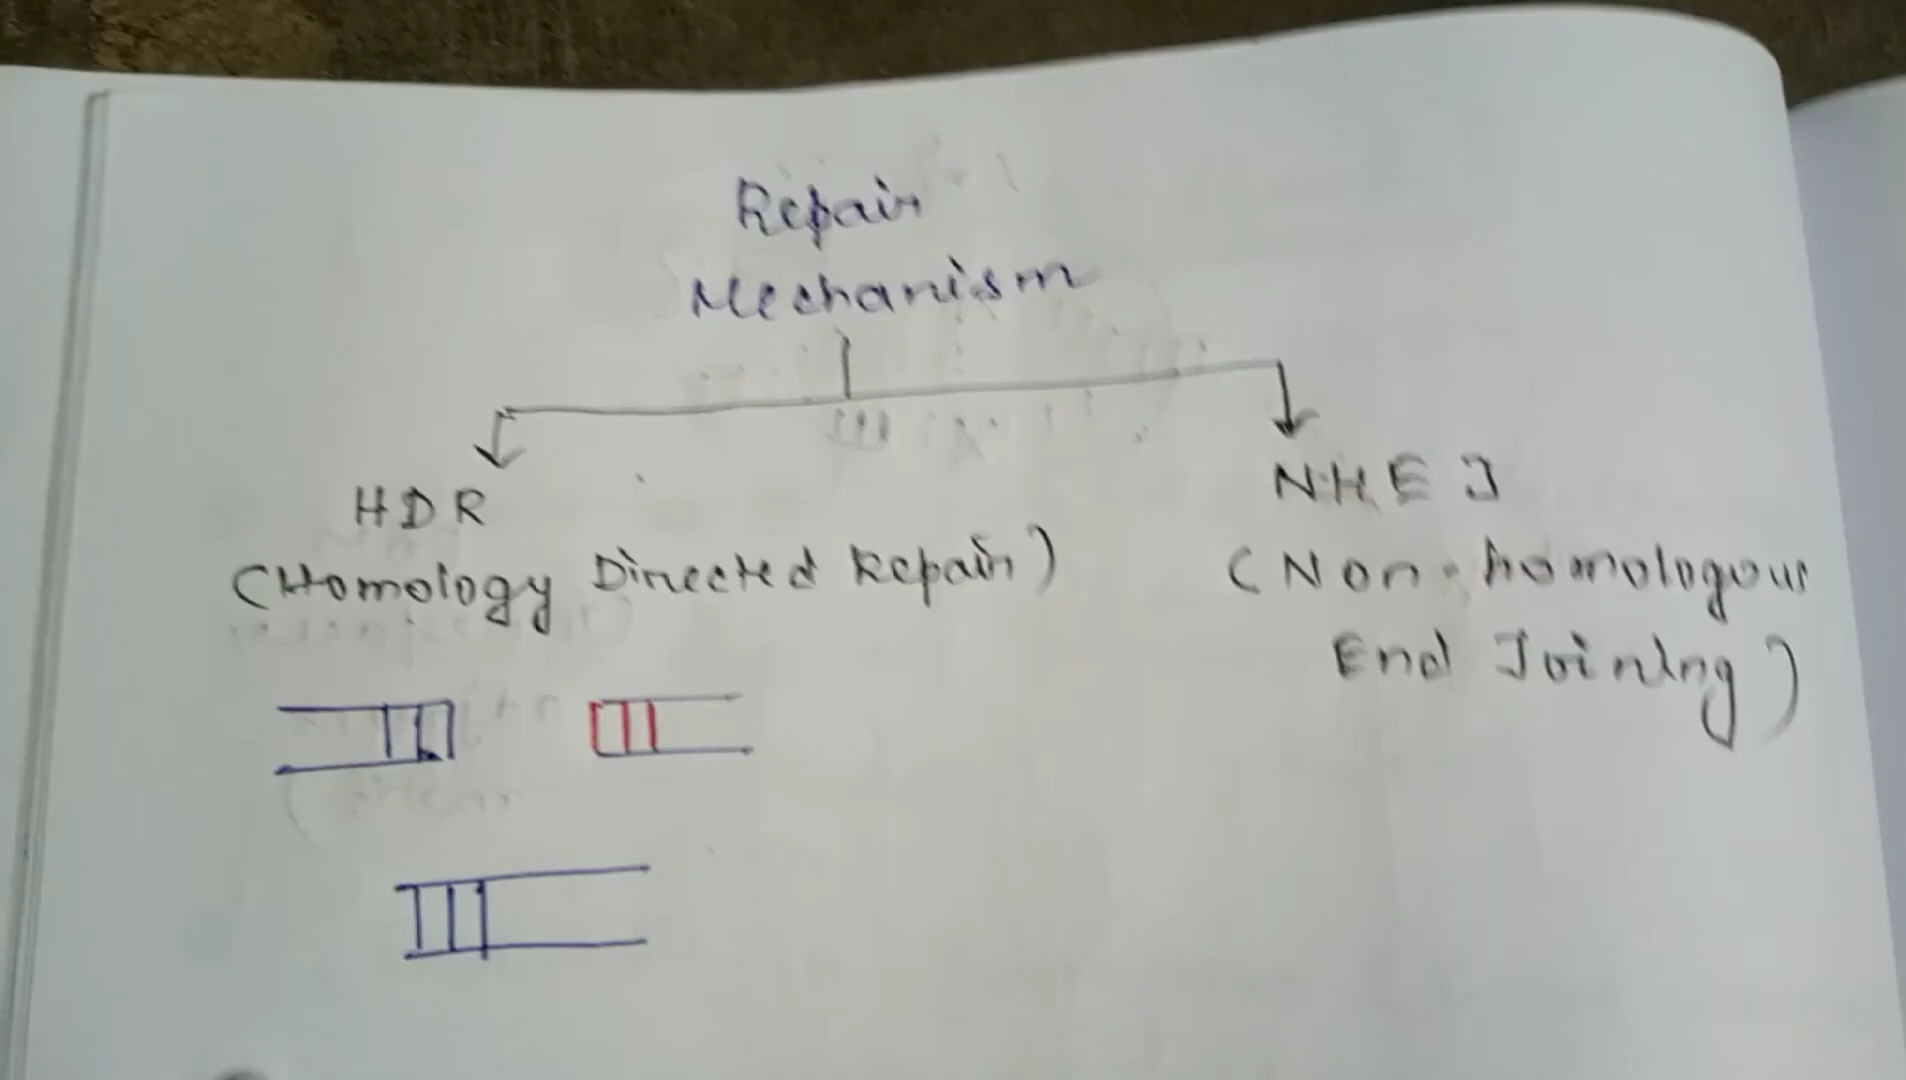 Repair
Mechanism
HDR
(Homology Directed Repair)
NHEJ
(Non-homologous
End Joining)